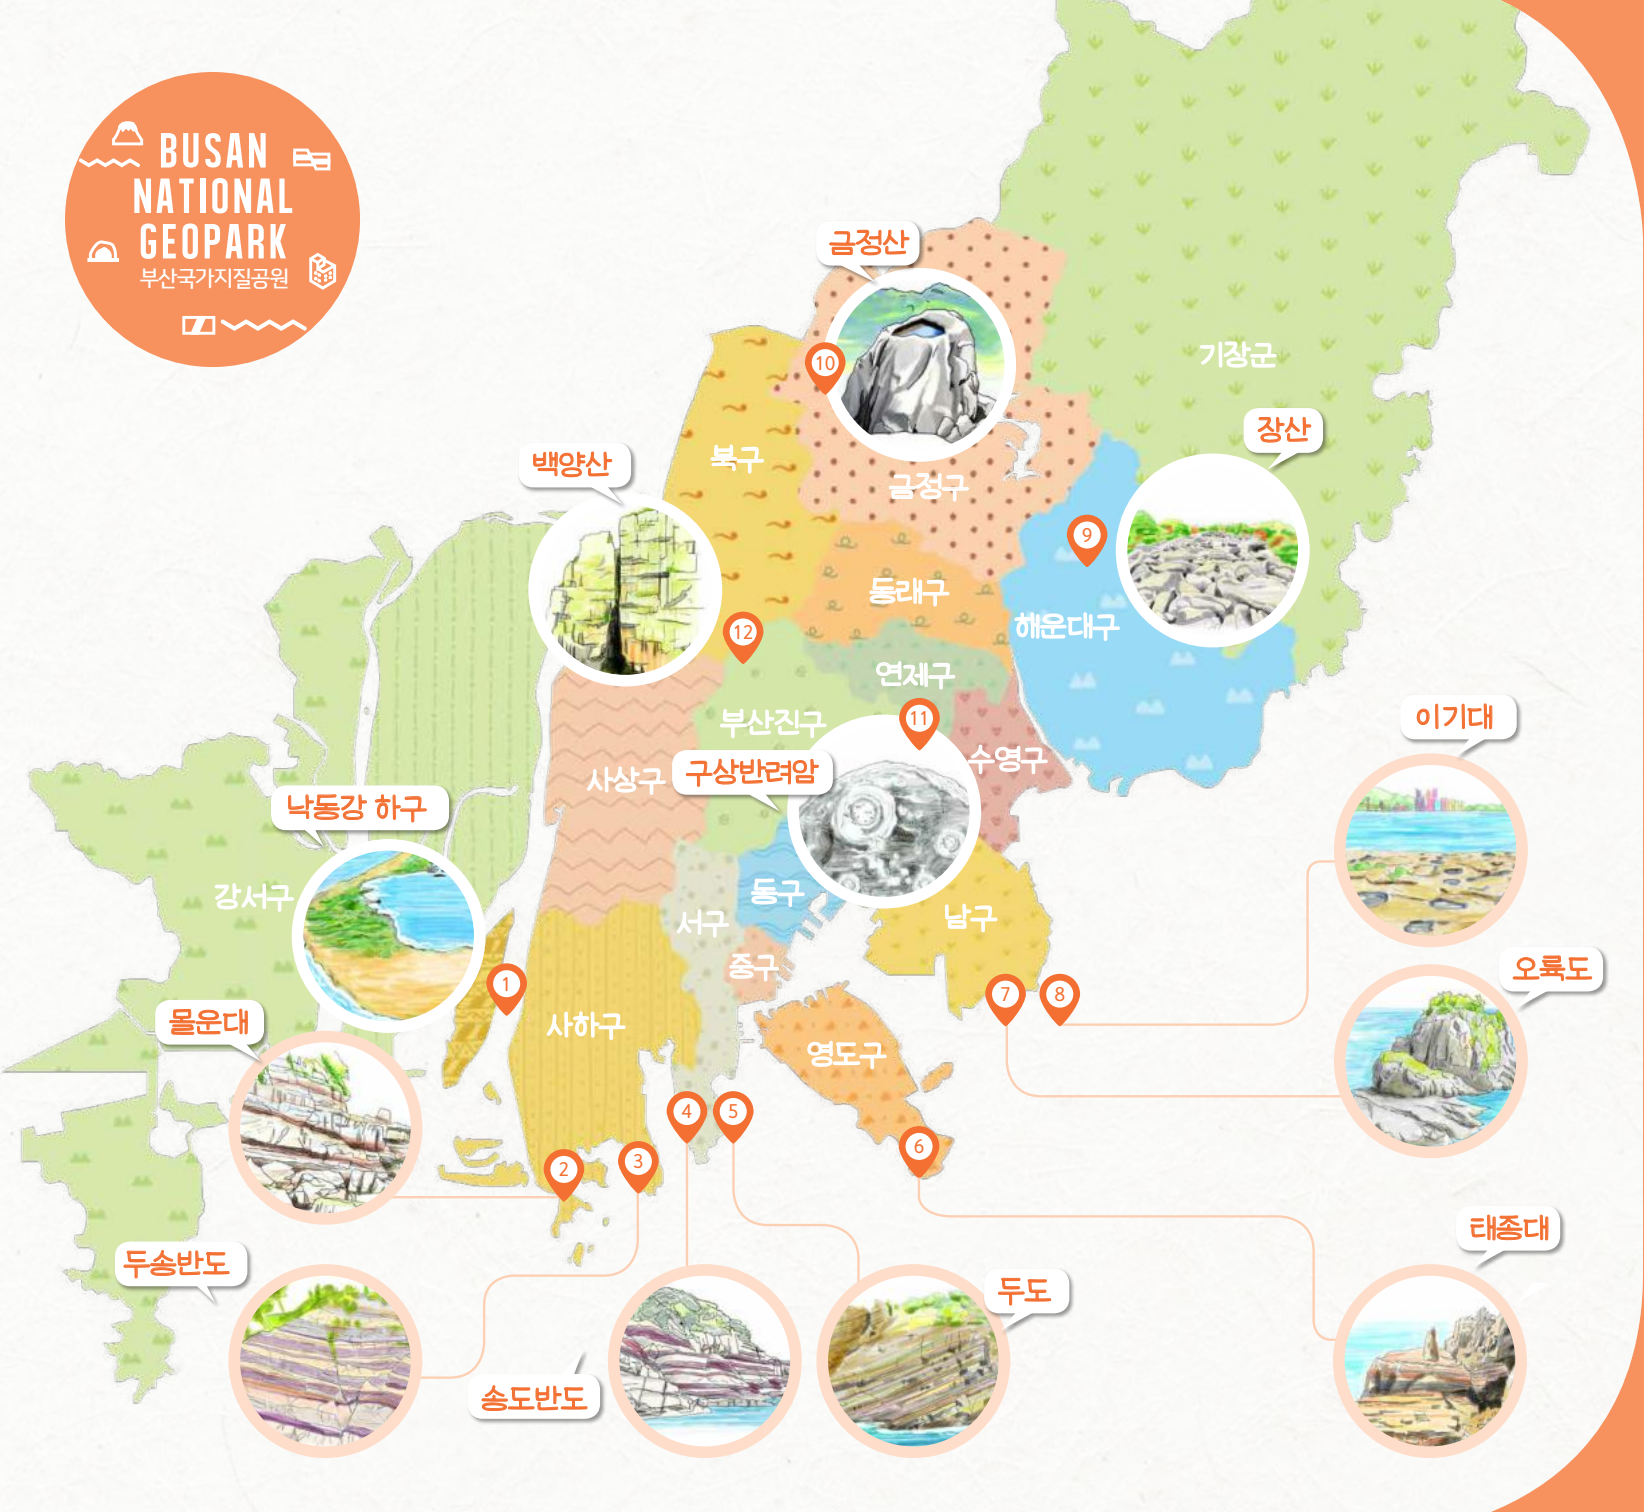 BUSAN
NATIONAL
GEOPARK
부산국가지질공원
금정산
10
기장군
장산
백양산
북구
금정구
9
동래구
해운대구
12
연제구
11
부산진구
이기대
수영구
사상구
구상반려암
낙동강 하구
강서구
동구
서구
남구
중구
오륙도
1
7
8
몰운대
사하구
영도구
4
5
6
2
3
태종대
두송반도
두도
송도반도